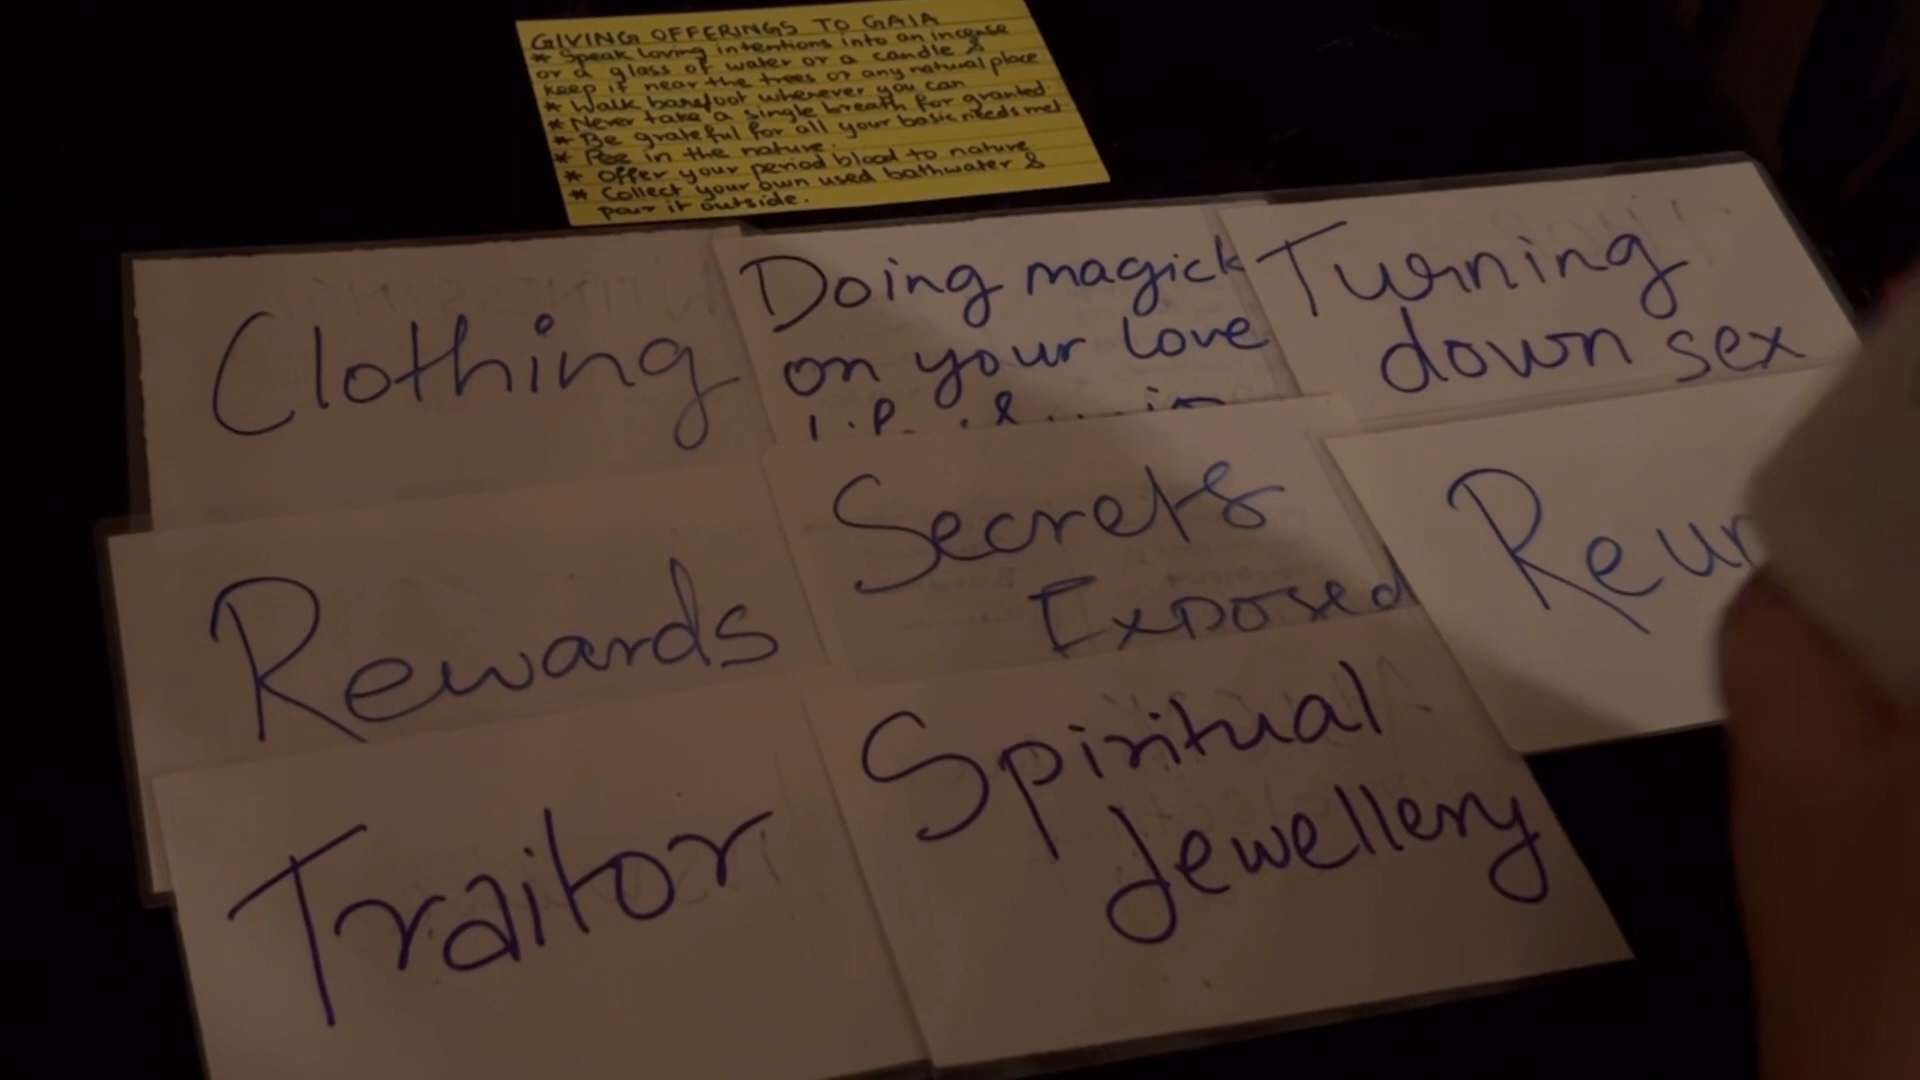 GIVING OFFERINGS TO GAIA
* Speak loving intentions into an incense
or a glass of water or a candle &
keep it near the trees or any natural place
* Walk barefoot wherever you can
* Never take a single breath for granted.
* Be grateful for all your basic needs met.
* Pee in the nature.
* Offer your period blood to nature
* Collect your own used bathwater &
pour it outside.
Clothing
Doing magick
on your love
Turning
down sex
Rewards
Secrets
Exposed
Reun
Traitor
Spiritual
Jewellery